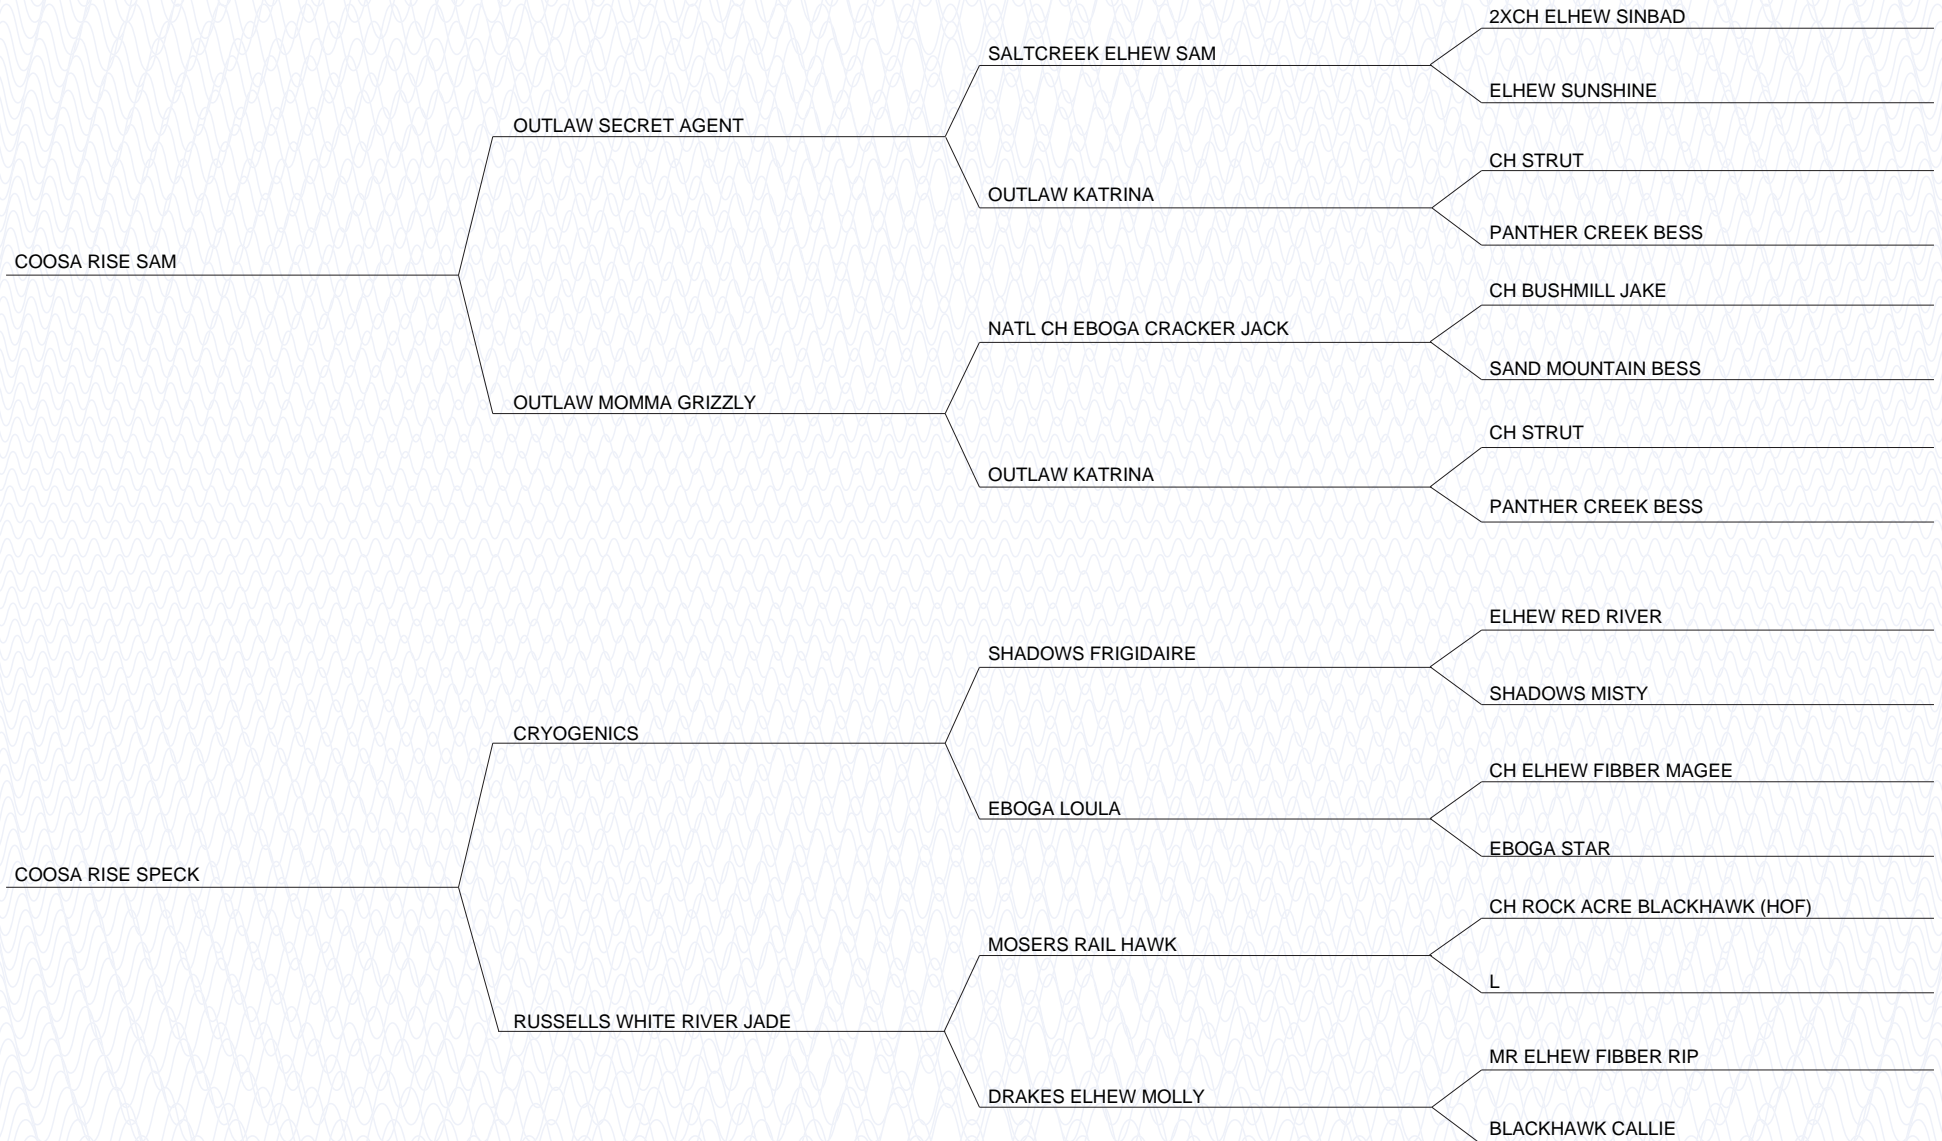 2XCH ELHEW SINBAD
SALTCREEK ELHEW SAM
ELHEW SUNSHINE
OUTLAW SECRET AGENT
CH STRUT
OUTLAW KATRINA
PANTHER CREEK BESS
COOSA RISE SAM
CH BUSHMILL JAKE
NATL CH EBOGA CRACKER JACK
SAND MOUNTAIN BESS
OUTLAW MOMMA GRIZZLY
CH STRUT
OUTLAW KATRINA
PANTHER CREEK BESS
ELHEW RED RIVER
SHADOWS FRIGIDAIRE
SHADOWS MISTY
CRYOGENICS
CH ELHEW FIBBER MAGEE
EBOGA LOULA
EBOGA STAR
COOSA RISE SPECK
CH ROCK ACRE BLACKHAWK (HOF)
MOSERS RAIL HAWK
L
RUSSELLS WHITE RIVER JADE
MR ELHEW FIBBER RIP
DRAKES ELHEW MOLLY
BLACKHAWK CALLIE